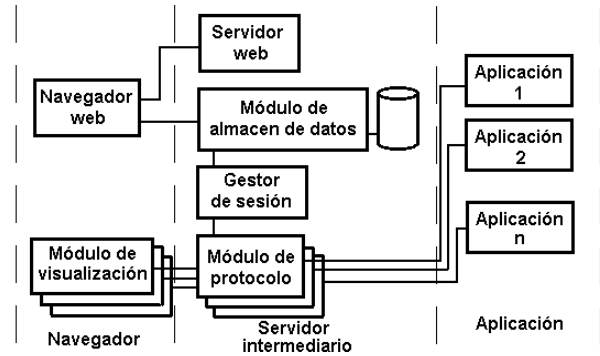 Servidor
web
Navegador
web
Módulo de
almacen de datos
Aplicación
1
Aplicación
2
Gestor
de sesión
Aplicación
n
Módulo de
visualización
Módulo de
protocolo
Navegador
Servidor
intermediario
Aplicación